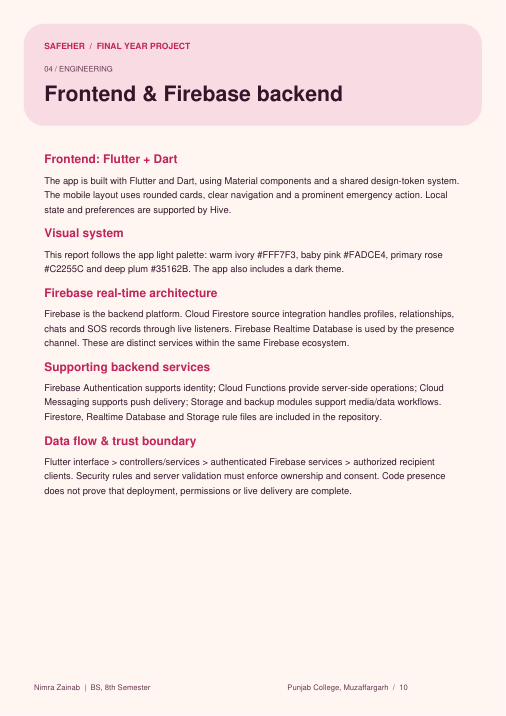 SAFEHER / FINAL YEAR PROJECT
04 / ENGINEERING
Frontend & Firebase backend
Frontend: Flutter + Dart
The app is built with Flutter and Dart, using Material components and a shared design-token system.
The mobile layout uses rounded cards, clear navigation and a prominent emergency action. Local
state and preferences are supported by Hive.
Visual system
This report follows the app light palette: warm ivory #FFF7F3, baby pink #FADCE4, primary rose
#C2255C and deep plum #35162B. The app also includes a dark theme.
Firebase real-time architecture
Firebase is the backend platform. Cloud Firestore source integration handles profiles, relationships,
chats and SOS records through live listeners. Firebase Realtime Database is used by the presence
channel. These are distinct services within the same Firebase ecosystem.
Supporting backend services
Firebase Authentication supports identity; Cloud Functions provide server-side operations; Cloud
Messaging supports push delivery; Storage and backup modules support media/data workflows.
Firestore, Realtime Database and Storage rule files are included in the repository.
Data flow & trust boundary
Flutter interface > controllers/services > authenticated Firebase services > authorized recipient
clients. Security rules and server validation must enforce ownership and consent. Code presence
does not prove that deployment, permissions or live delivery are complete.
Nimra Zainab | BS, 8th Semester
Punjab College, Muzaffargarh / 10